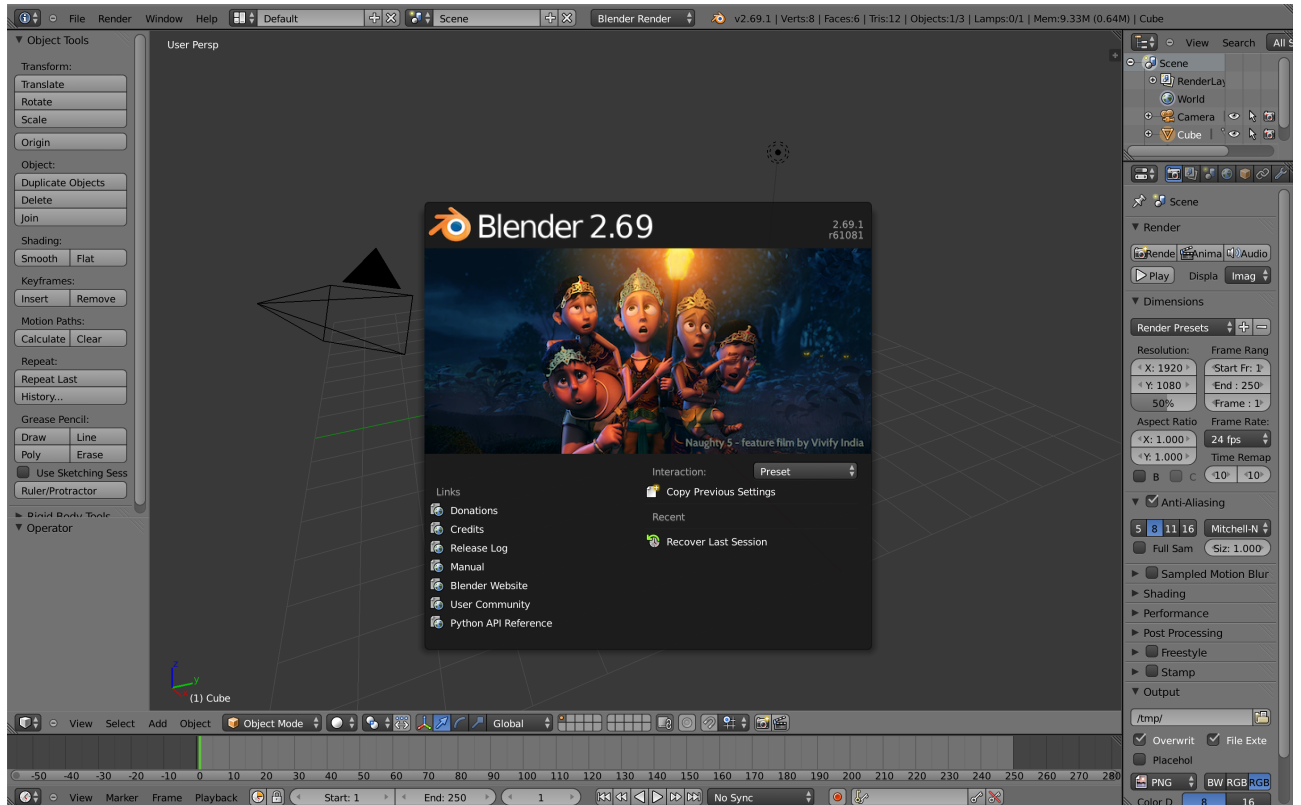 File Render Window Help Default Scene Blender Render v2.69.1 | Verts:8 | Faces:6 | Tris:12 | Objects:1/3 | Lamps:0/1 | Mem:9.33M (0.64M) | Cube
Object Tools
Transform:
Translate
Rotate
Scale
Origin
Object:
Duplicate Objects
Delete
Join
Shading:
Smooth Flat
Keyframes:
Insert Remove
Motion Paths:
Calculate Clear
Repeat:
Repeat Last
History...
Grease Pencil:
Draw Line
Poly Erase
Use Sketching Sess
Ruler/Protractor
Rigid Body Tools
Operator
User Persp
Blender 2.69
2.69.1
r61081
Naughty 5 - feature film by Vivify India
Links
Donations
Credits
Release Log
Manual
Blender Website
User Community
Python API Reference
Interaction: Preset
Copy Previous Settings
Recent
Recover Last Session
z
y
(1) Cube
View Search All S
Scene
RenderLay
World
Camera
Cube
Scene
Render
Rende Anima Audio
Play Displa Imag
Dimensions
Render Presets
Resolution: Frame Rang
X: 1920 Start Fr: 1
Y: 1080 End : 250
50% Frame : 1
Aspect Ratio Frame Rate:
X: 1.000 24 fps
Y: 1.000 Time Remap
B C 10 10
Anti-Aliasing
5 8 11 16 Mitchell-N
Full Sam Siz: 1.000
Sampled Motion Blur
Shading
Performance
Post Processing
Freestyle
Stamp
Output
/tmp/
Overwrit File Exte
Placehol
PNG BW RGB RGB
Color D 8 16
View Select Add Object Object Mode Global
-50 -40 -30 -20 -10 0 10 20 30 40 50 60 70 80 90 100 110 120 130 140 150 160 170 180 190 200 210 220 230 240 250 260 270 280
View Marker Frame Playback Start: 1 End: 250 1 No Sync